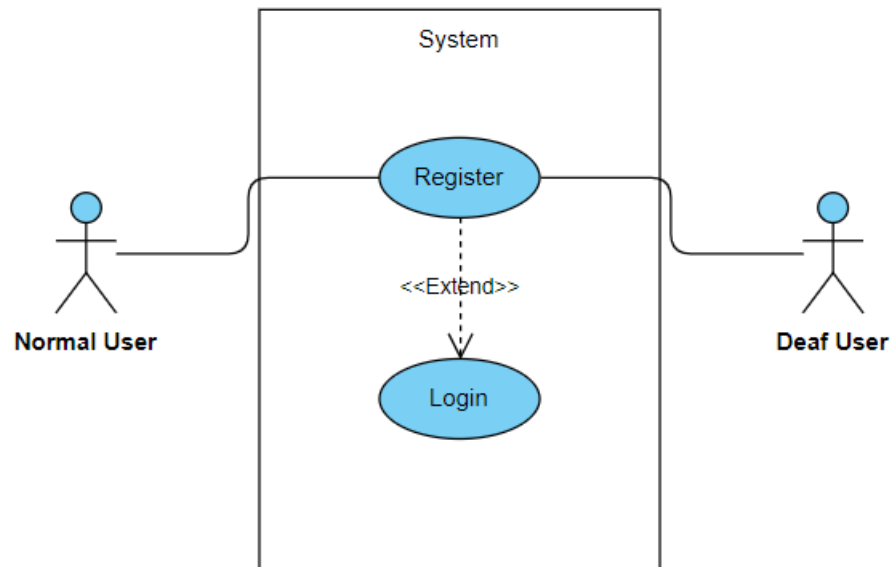 System
Register
<<Extend>>
Normal User
Deaf User
Login